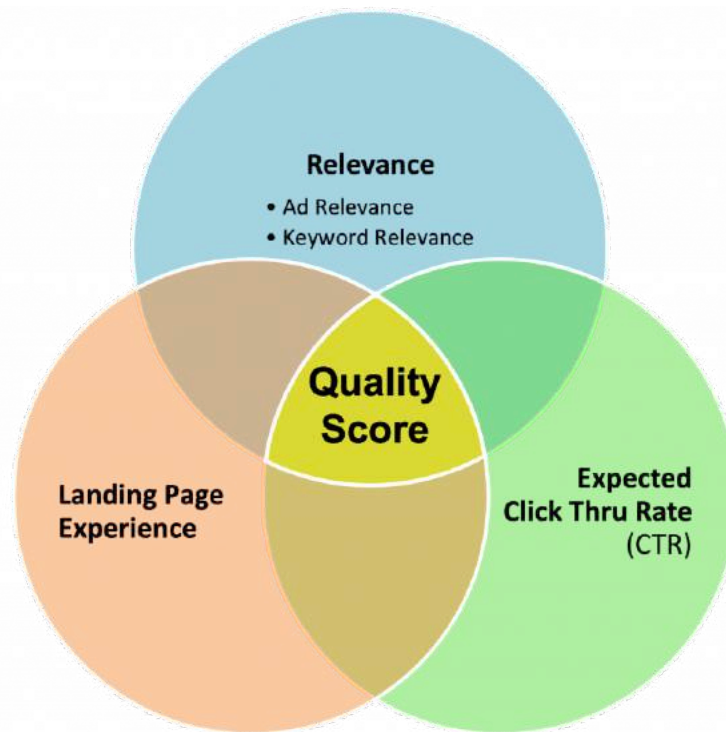 Relevance
• Ad Relevance
• Keyword Relevance
Quality
Score
Landing Page
Experience
Expected
Click Thru Rate
(CTR)